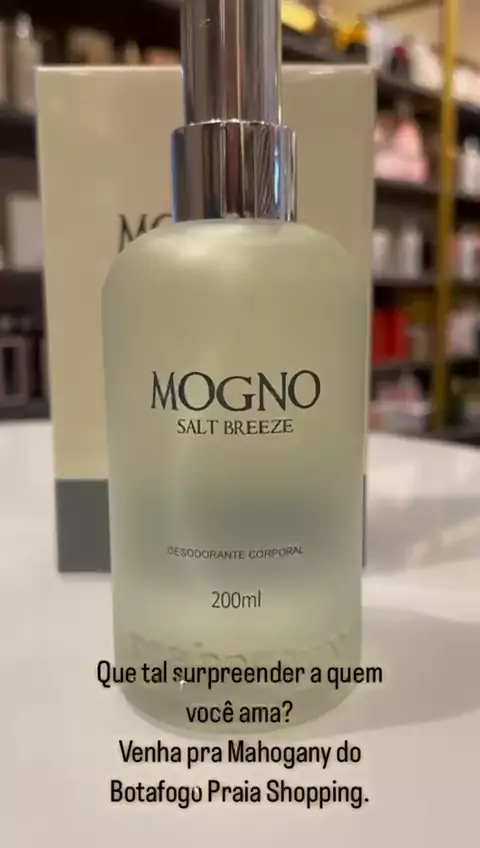 MOGNO
SALT BREEZE
DESODORANTE CORPORAL
200ml
Que tal surpreender a quem
você ama?
Venha pra Mahogany do
Botafogo Praia Shopping.